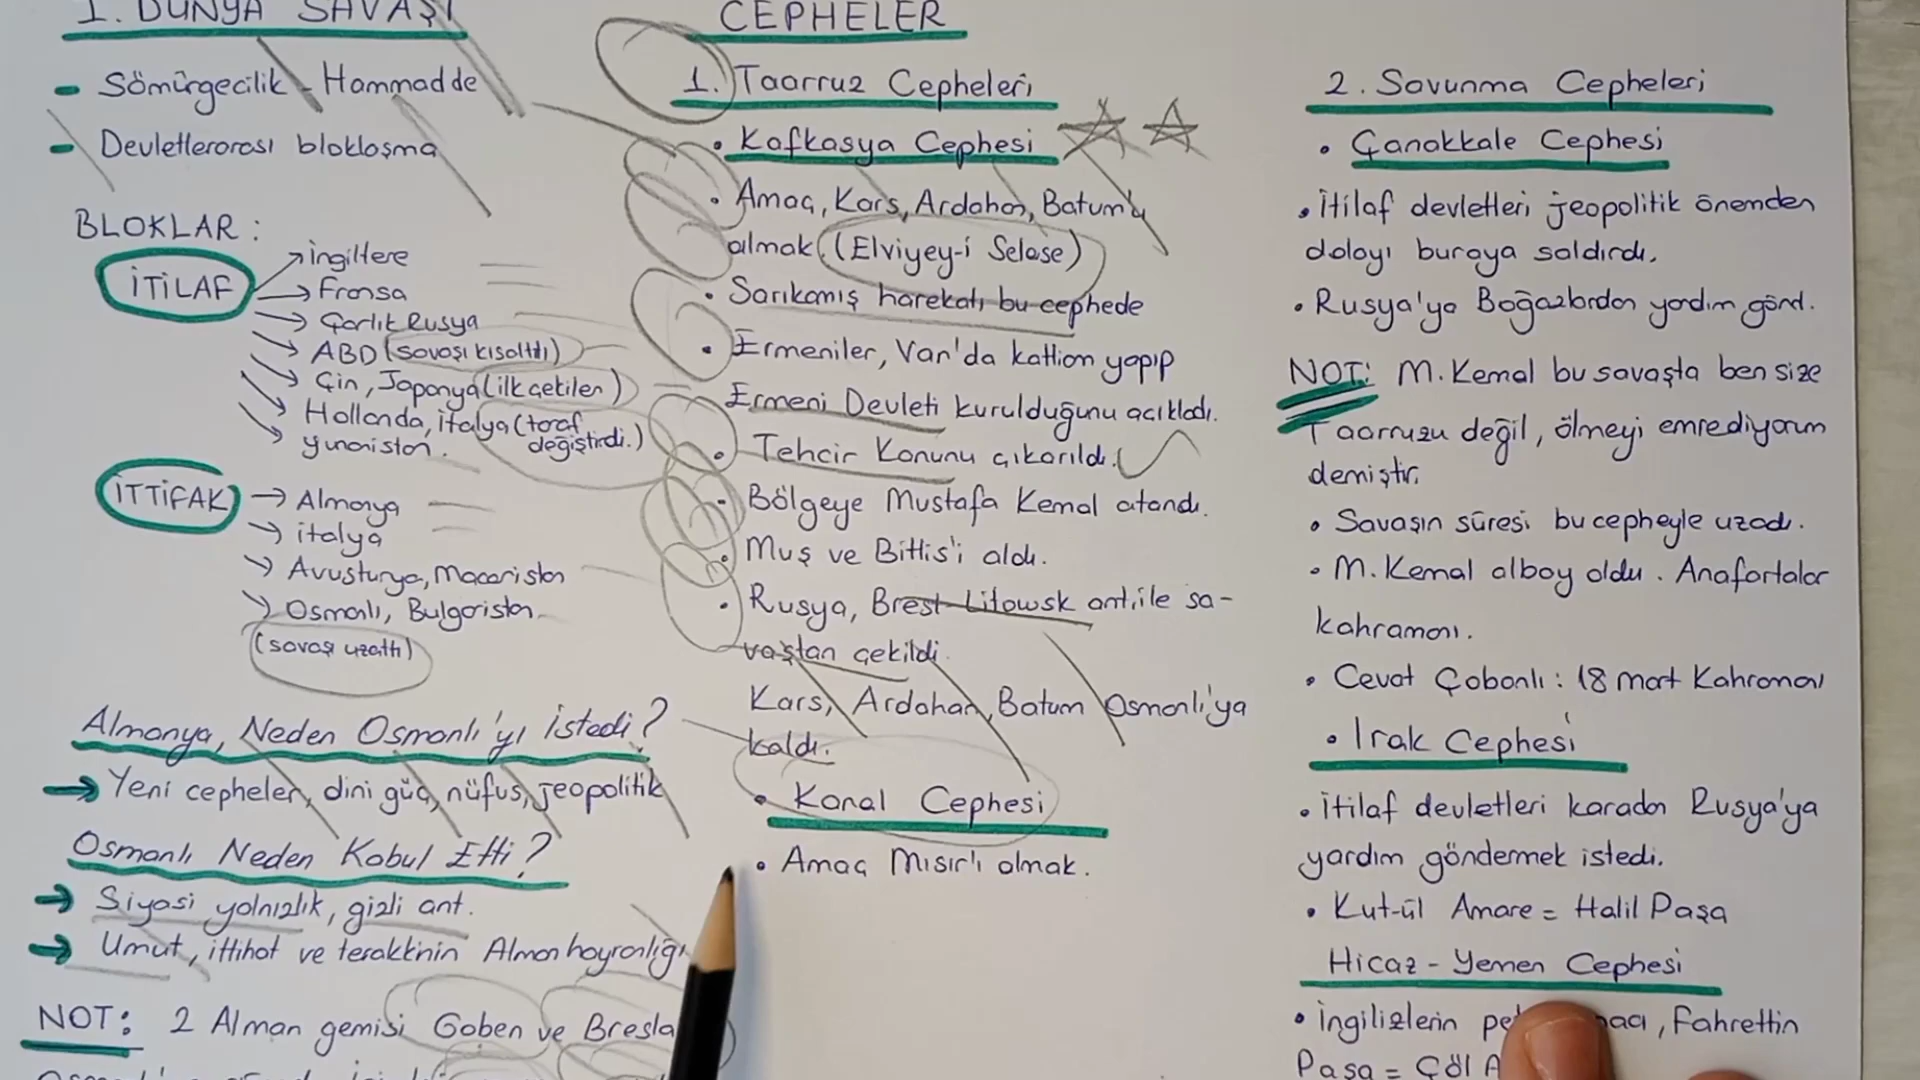 1. DÜNYA SAVAŞI
- Sömürgecilik - Hammadde
- Devletlerarası bloklaşma
BLOKLAR :
İTİLAF
→ İngiltere
→ Fransa
→ Çarlık Rusya
→ ABD (savaşı kısalttı)
→ Çin, Japonya (ilk çekilen)
→ Hollanda, İtalya (taraf
değiştirdi.)
→ yunanistan.
İTTİFAK
→ Almanya
→ italya
→ Avusturya, Macaristan
→ Osmanlı, Bulgaristan
(savaşı uzattı)
Almanya, Neden Osmanlı'yı istedi?
→ Yeni cepheler, dini güç, nüfus, jeopolitik
Osmanlı Neden Kabul Etti?
→ Siyasi yalnızlık, gizli ant.
→ Umut, ittihat ve terakkinin Alman hayranlığı
NOT: 2 Alman gemisi Goben ve Bresla
CEPHELER
1. Taarruz Cepheleri
• Kafkasya Cephesi
• Amaç, Kars, Ardahan, Batum'u
almak. (Elviyey-i Selase)
• Sarıkamış harekatı bu cephede
• Ermeniler, Van'da katliam yapıp
Ermeni Devleti kurulduğunu açıkladı.
• Tehcir Kanunu çıkarıldı.
- Bölgeye Mustafa Kemal atandı.
• Muş ve Bitlis'i aldı.
• Rusya, Brest-Litowsk ant. ile sa-
vaştan çekildi.
Kars, Ardahan, Batum Osmanlı'ya
kaldı.
• Kanal Cephesi
• Amaç Mısır'ı almak.
2. Savunma Cepheleri
• Çanakkale Cephesi
• İtilaf devletleri jeopolitik önemden
dolayı buraya saldırdı.
• Rusya'ya Boğazlardan yardım gönd.
NOT: M. Kemal bu savaşta ben size
Taarruzu değil, ölmeyi emrediyorum
demiştir.
• Savaşın süresi bu cepheyle uzadı.
• M. Kemal albay oldu. Anafartalar
kahramanı.
• Cevat Çobanlı : 18 mart Kahramanı
• Irak Cephesi
• İtilaf devletleri karadan Rusya'ya
yardım göndermek istedi.
• Kut-ül Amare = Halil Paşa
Hicaz - Yemen Cephesi
• İngilizlerin , Fahrettin
Paşa = Çöl